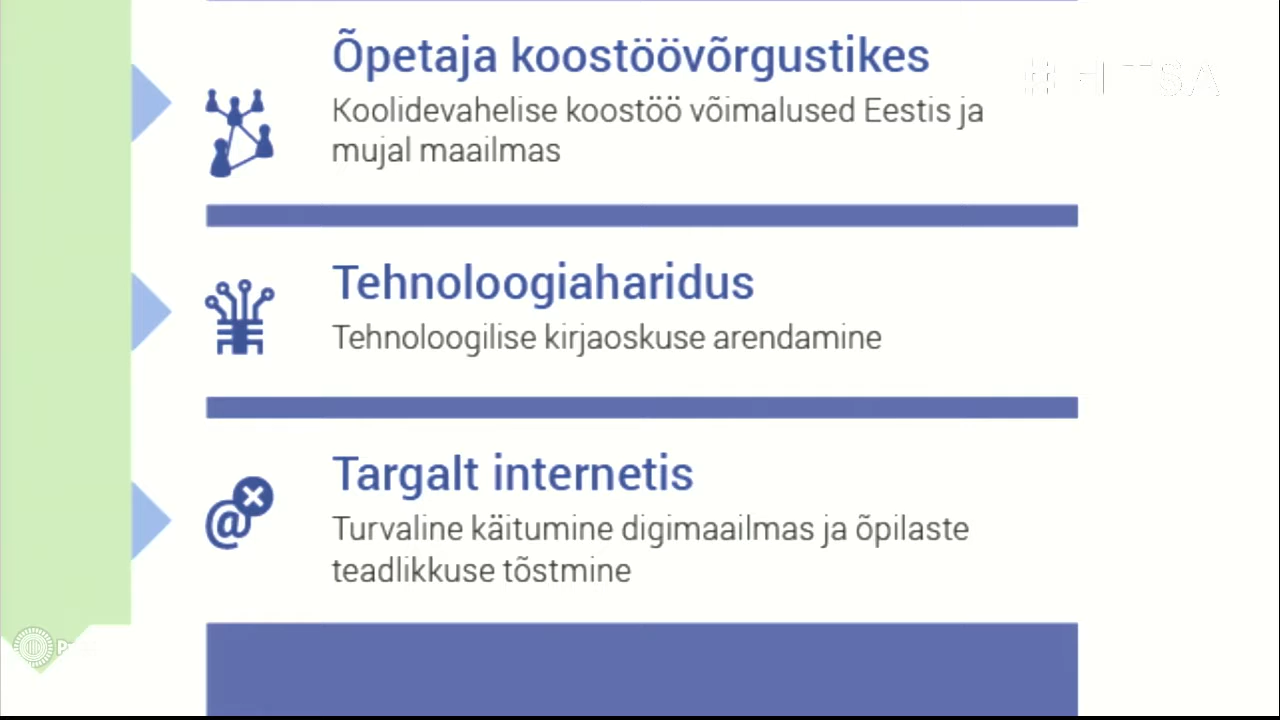 Õpetaja koostöövõrgustikes
Koolidevahelise koostöö võimalused Eestis ja
mujal maailmas
Tehnoloogiaharidus
Tehnoloogilise kirjaoskuse arendamine
Targalt internetis
Turvaline käitumine digimaailmas ja õpilaste
teadlikkuse tõstmine